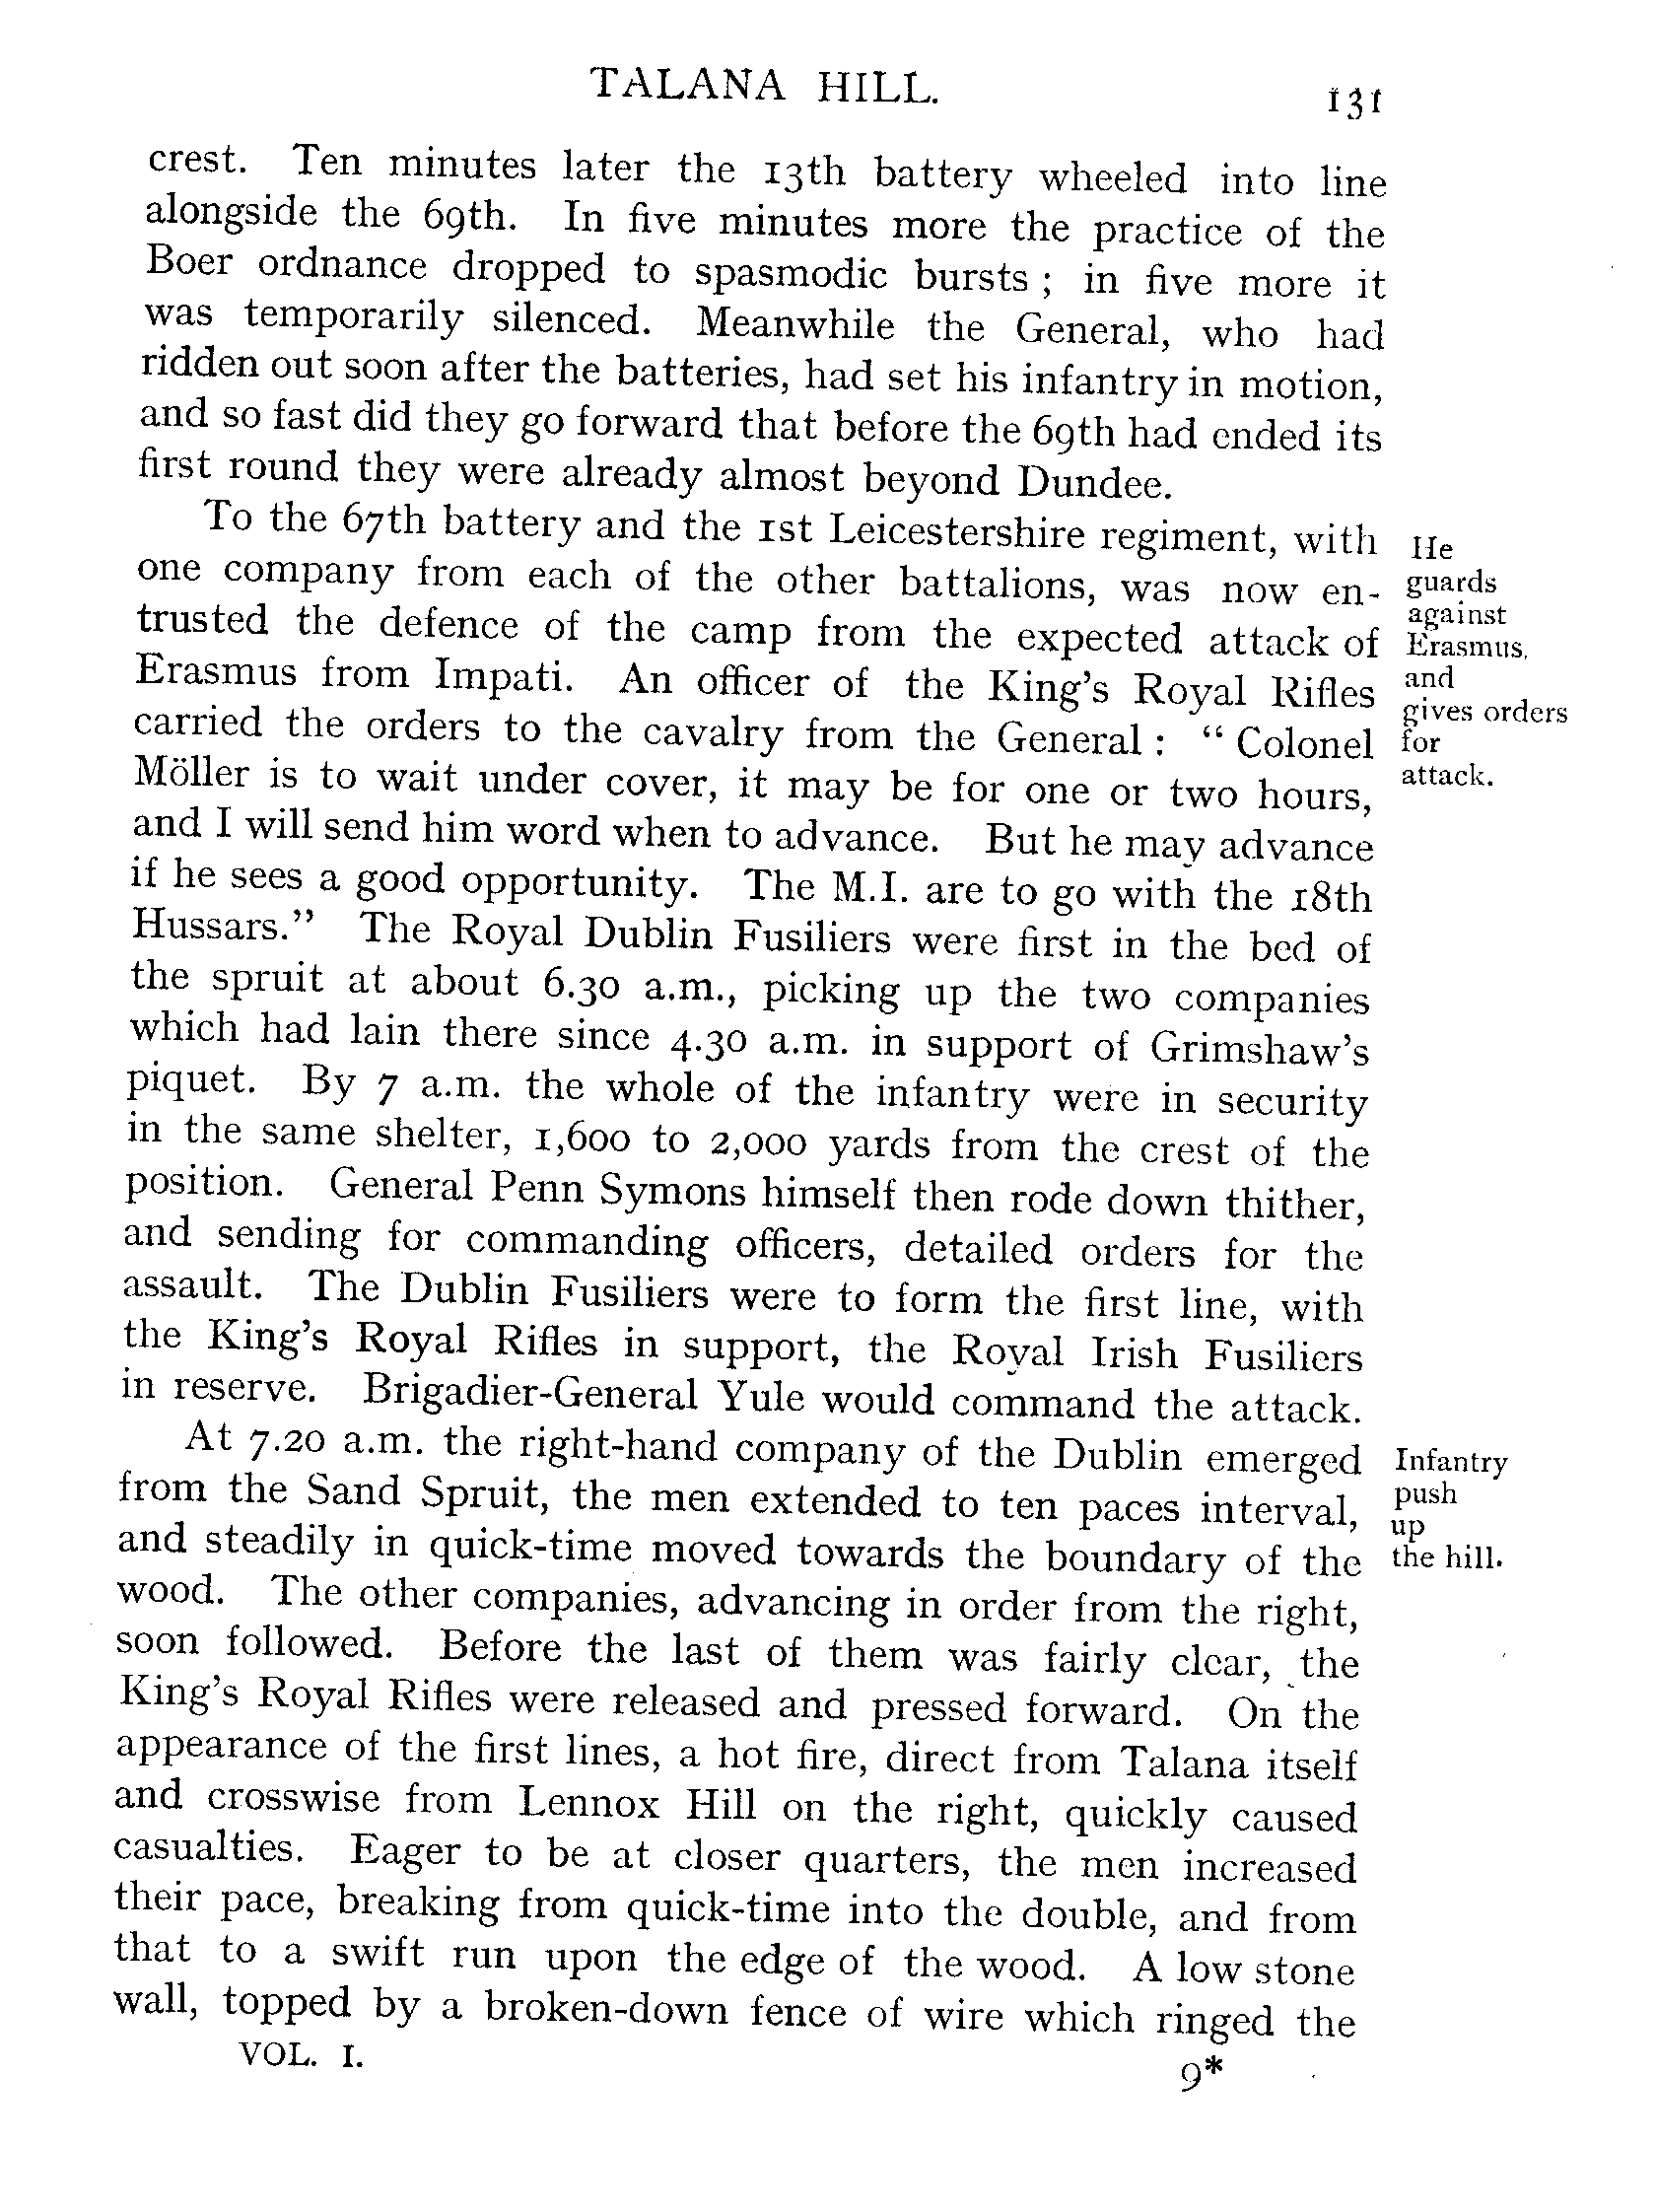 TALANA HILL.
131
crest. Ten minutes later the 13th battery wheeled into line
alongside the 69th. In five minutes more the practice of the
Boer ordnance dropped to spasmodic bursts ; in five more it
was temporarily silenced. Meanwhile the General, who had
ridden out soon after the batteries, had set his infantry in motion,
and so fast did they go forward that before the 69th had ended its
first round they were already almost beyond Dundee.
To the 67th battery and the 1st Leicestershire regiment, with
one company from each of the other battalions, was now en-
trusted the defence of the camp from the expected attack of
Erasmus from Impati. An officer of the King's Royal Rifles
carried the orders to the cavalry from the General : " Colonel
Möller is to wait under cover, it may be for one or two hours,
and I will send him word when to advance. But he may advance
if he sees a good opportunity. The M.I. are to go with the 18th
Hussars." The Royal Dublin Fusiliers were first in the bed of
the spruit at about 6.30 a.m., picking up the two companies
which had lain there since 4.30 a.m. in support of Grimshaw's
piquet. By 7 a.m. the whole of the infantry were in security
in the same shelter, 1,600 to 2,000 yards from the crest of the
position. General Penn Symons himself then rode down thither,
and sending for commanding officers, detailed orders for the
assault. The Dublin Fusiliers were to form the first line, with
the King's Royal Rifles in support, the Royal Irish Fusiliers
in reserve. Brigadier-General Yule would command the attack.
He
guards
against
Erasmus,
and
gives orders
for
attack.
At 7.20 a.m. the right-hand company of the Dublin emerged
from the Sand Spruit, the men extended to ten paces interval,
and steadily in quick-time moved towards the boundary of the
wood. The other companies, advancing in order from the right,
soon followed. Before the last of them was fairly clear, the
King's Royal Rifles were released and pressed forward. On the
appearance of the first lines, a hot fire, direct from Talana itself
and crosswise from Lennox Hill on the right, quickly caused
casualties. Eager to be at closer quarters, the men increased
their pace, breaking from quick-time into the double, and from
that to a swift run upon the edge of the wood. A low stone
wall, topped by a broken-down fence of wire which ringed the
Infantry
push
up
the hill.
VOL. I.
9*